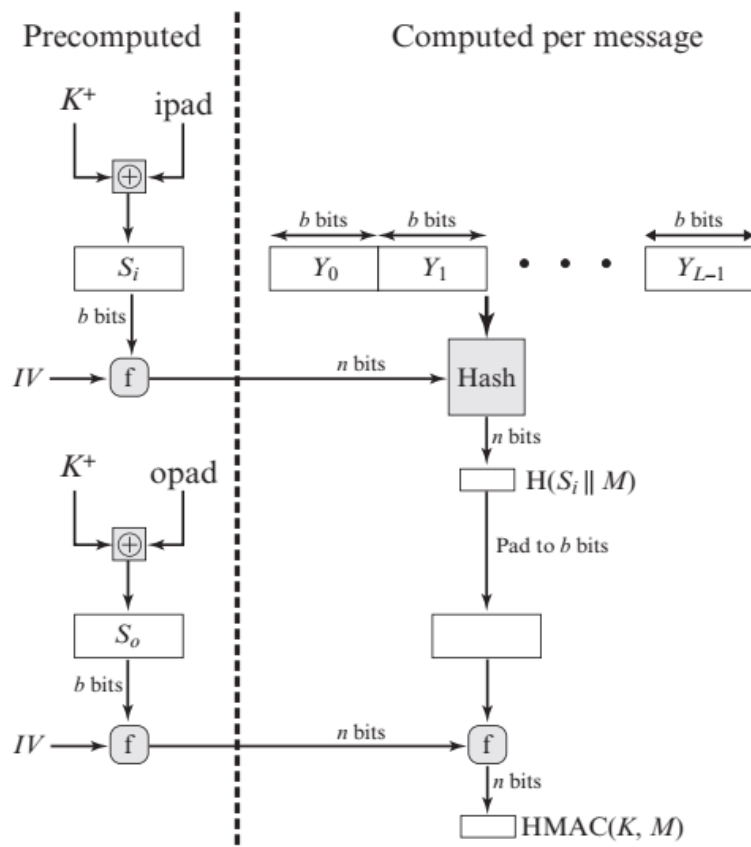 Precomputed
Computed per message
K+ ipad
⊕
b bits b bits b bits
Si
Y0 Y1 • • • YL–1
b bits
IV f n bits Hash
n bits
K+ opad
H(Si || M)
⊕
Pad to b bits
So
b bits
IV f n bits f
n bits
HMAC(K, M)